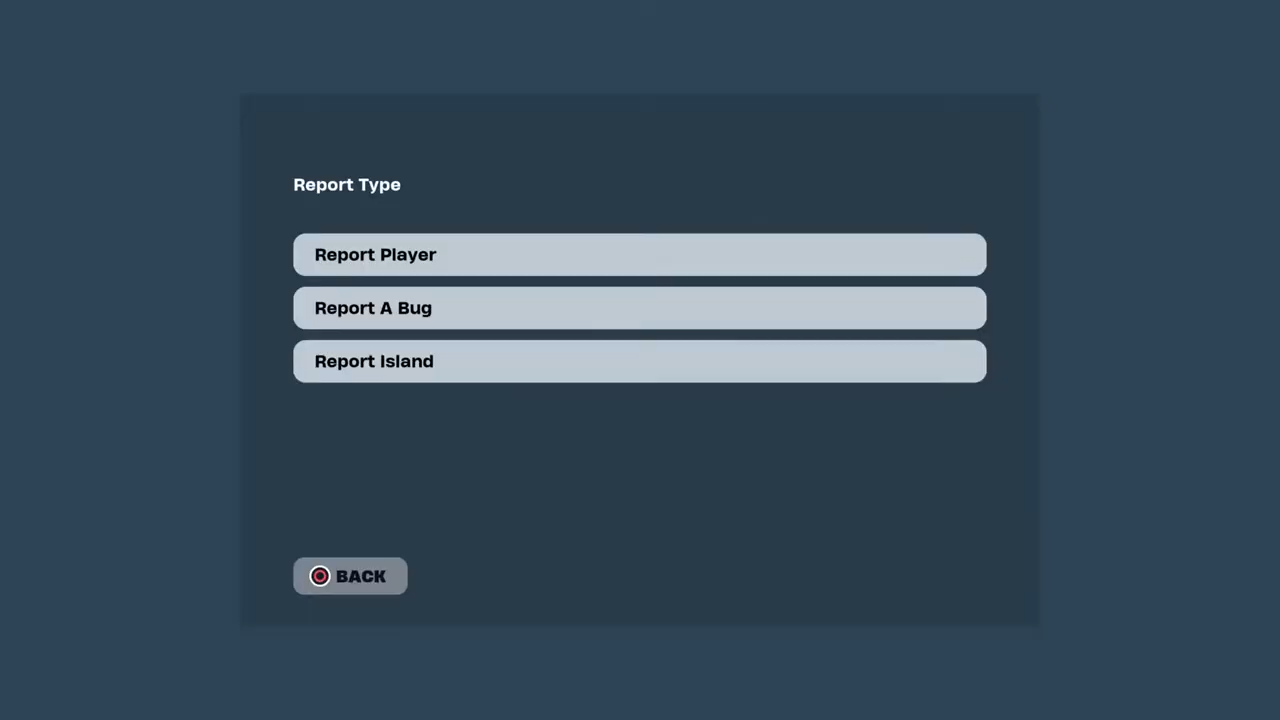 Report Type
Report Player
Report A Bug
Report Island
BACK